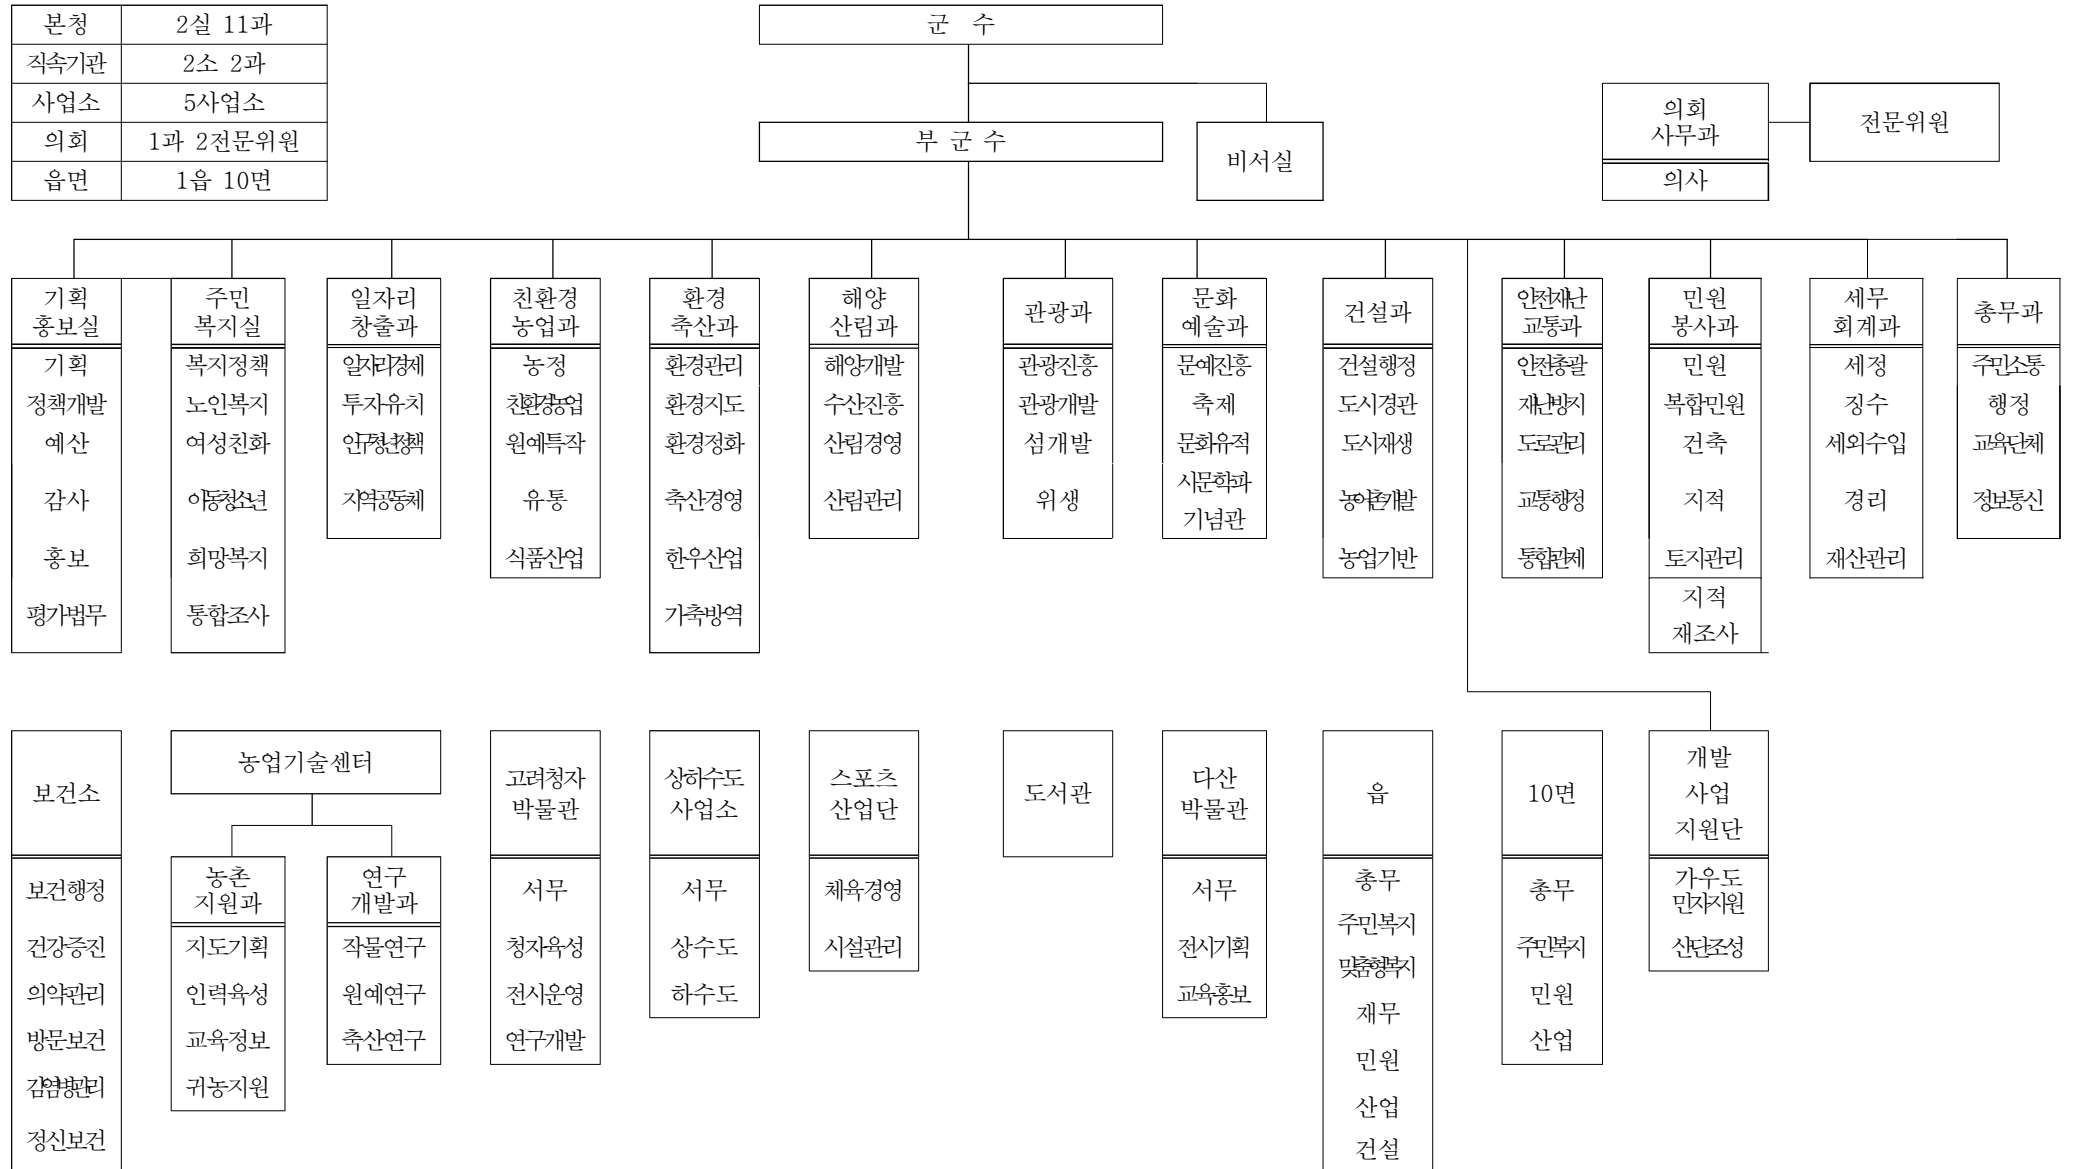 본청 2실 11과
직속기관 2소 2과
사업소 5사업소
의회 1과 2전문위원
읍면 1읍 10면
군 수
부 군 수
비서실
의회
사무과
의사
전문위원
기획
홍보실
기획
정책개발
예산
감사
홍보
평가법무
주민
복지실
복지정책
노인복지
여성친화
아동청소년
희망복지
통합조사
일자리
창출과
일자리경제
투자유치
인구청년정책
지역공동체
친환경
농업과
농정
친환경농업
원예특작
유통
식품산업
환경
축산과
환경관리
환경지도
환경정화
축산경영
한우산업
가축방역
해양
산림과
해양개발
수산진흥
산림경영
산림관리
관광과
관광진흥
관광개발
섬개발
위생
문화
예술과
문예진흥
축제
문화유적
시문학파
기념관
건설과
건설행정
도시경관
도시재생
농어촌개발
농업기반
안전재난
교통과
안전총괄
재난방지
도로관리
교통행정
통합관제
민원
봉사과
민원
복합민원
건축
지적
토지관리
지적
재조사
세무
회계과
세정
징수
세외수입
경리
재산관리
총무과
주민소통
행정
교육단체
정보통신
보건소
보건행정
건강증진
의약관리
방문보건
감염병관리
정신보건
농업기술센터
농촌
지원과
지도기획
인력육성
교육정보
귀농지원
연구
개발과
작물연구
원예연구
축산연구
고려청자
박물관
서무
청자육성
전시운영
연구개발
상하수도
사업소
서무
상수도
하수도
스포츠
산업단
체육경영
시설관리
도서관
다산
박물관
서무
전시기획
교육홍보
읍
총무
주민복지
맞춤형복지
재무
민원
산업
건설
10면
총무
주민복지
민원
산업
개발
사업
지원단
가우도
민자지원
산단조성